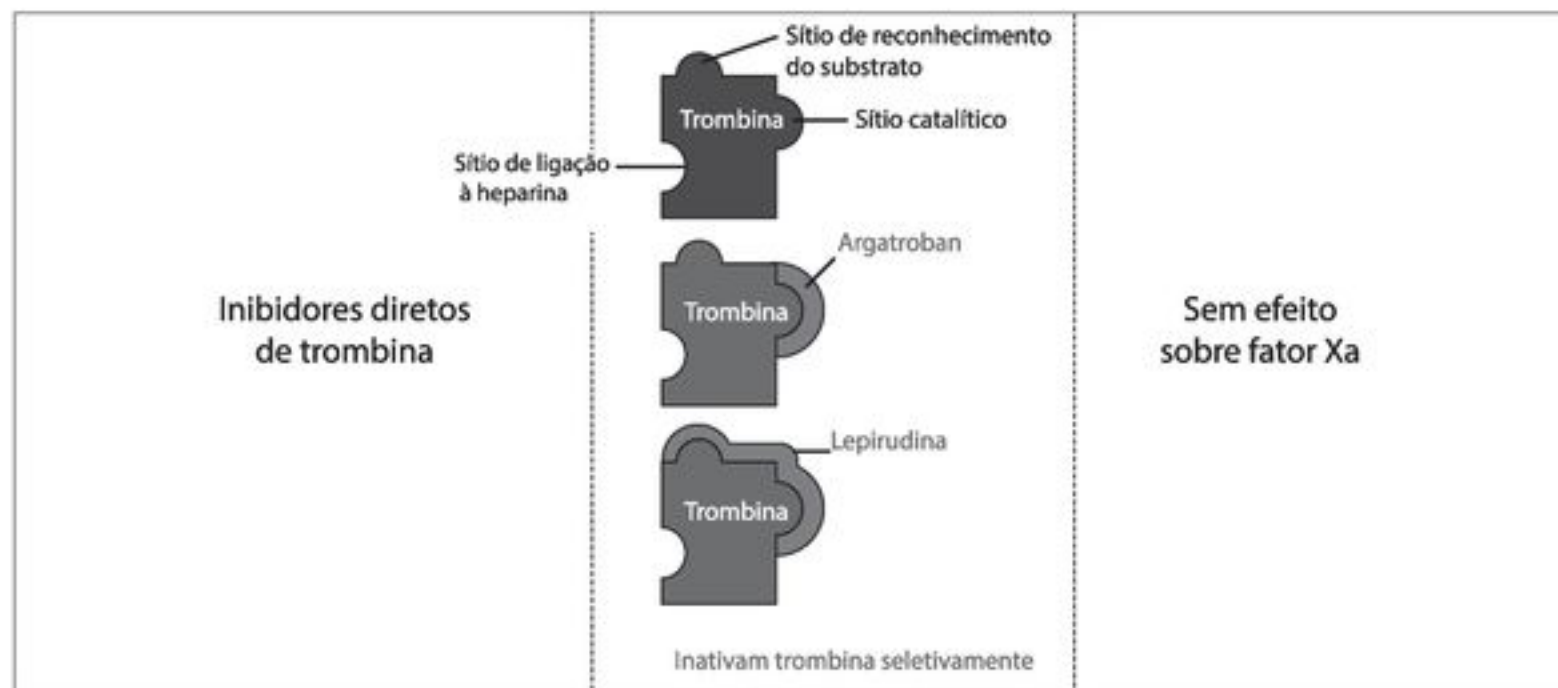 Sítio de reconhecimento
do substrato
Trombina
Sítio catalítico
Sítio de ligação
à heparina
Argatroban
Inibidores diretos
de trombina
Trombina
Sem efeito
sobre fator Xa
Lepirudina
Trombina
Inativam trombina seletivamente